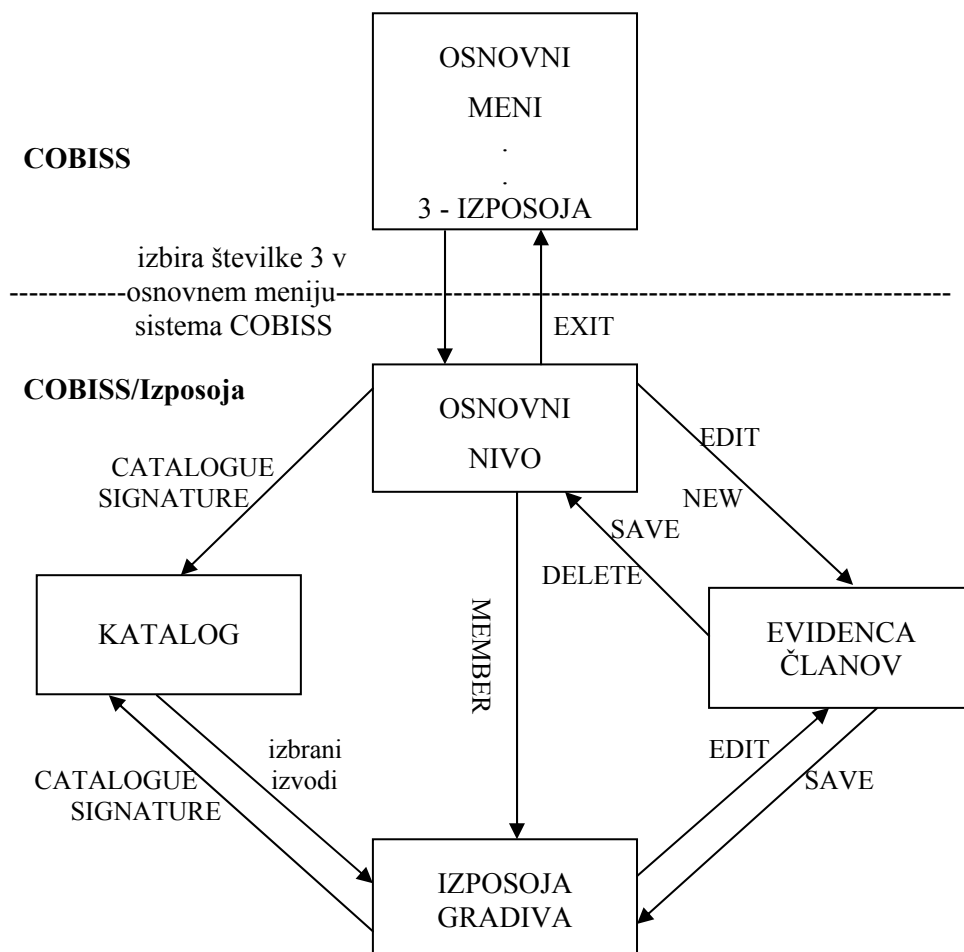 OSNOVNI
MENI
.
.
3 - IZPOSOJA
COBISS
izbira številke 3 v
osnovnem meniju
sistema COBISS
EXIT
COBISS/Izposoja
OSNOVNI
NIVO
CATALOGUE
SIGNATURE
EDIT
NEW
SAVE
DELETE
MEMBER
KATALOG
EVIDENCA
ČLANOV
izbrani
izvodi
CATALOGUE
SIGNATURE
EDIT
SAVE
IZPOSOJA
GRADIVA